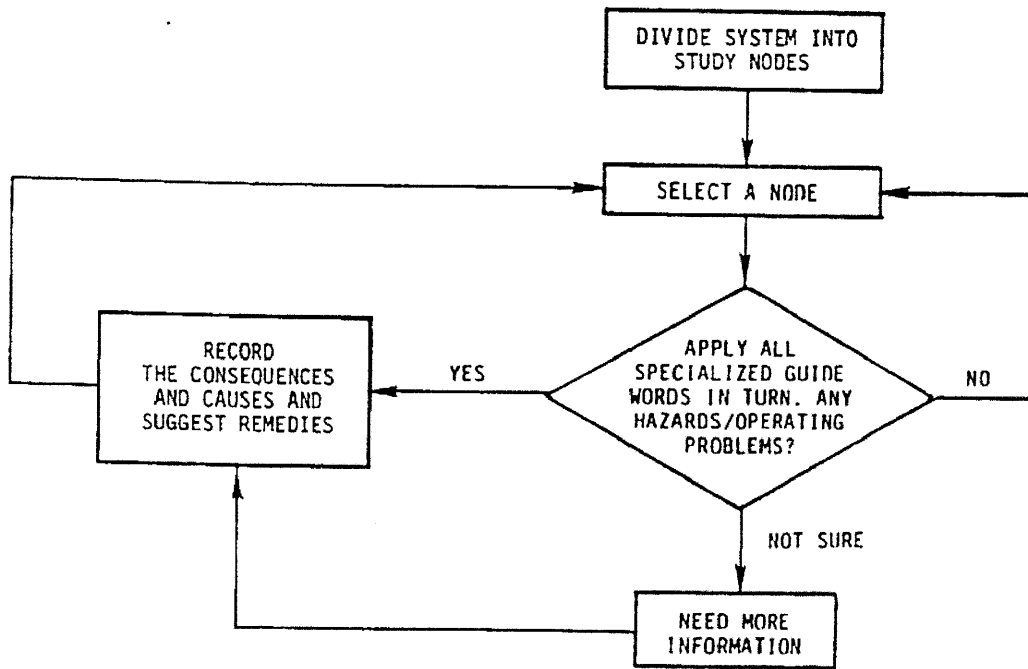 DIVIDE SYSTEM INTO
STUDY NODES
SELECT A NODE
RECORD
THE CONSEQUENCES
AND CAUSES AND
SUGGEST REMEDIES
YES
APPLY ALL
SPECIALIZED GUIDE
WORDS IN TURN. ANY
HAZARDS/OPERATING
PROBLEMS?
NO
NOT SURE
NEED MORE
INFORMATION